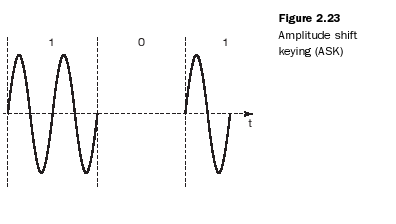 1 0 1
t
Figure 2.23
Amplitude shift
keying (ASK)